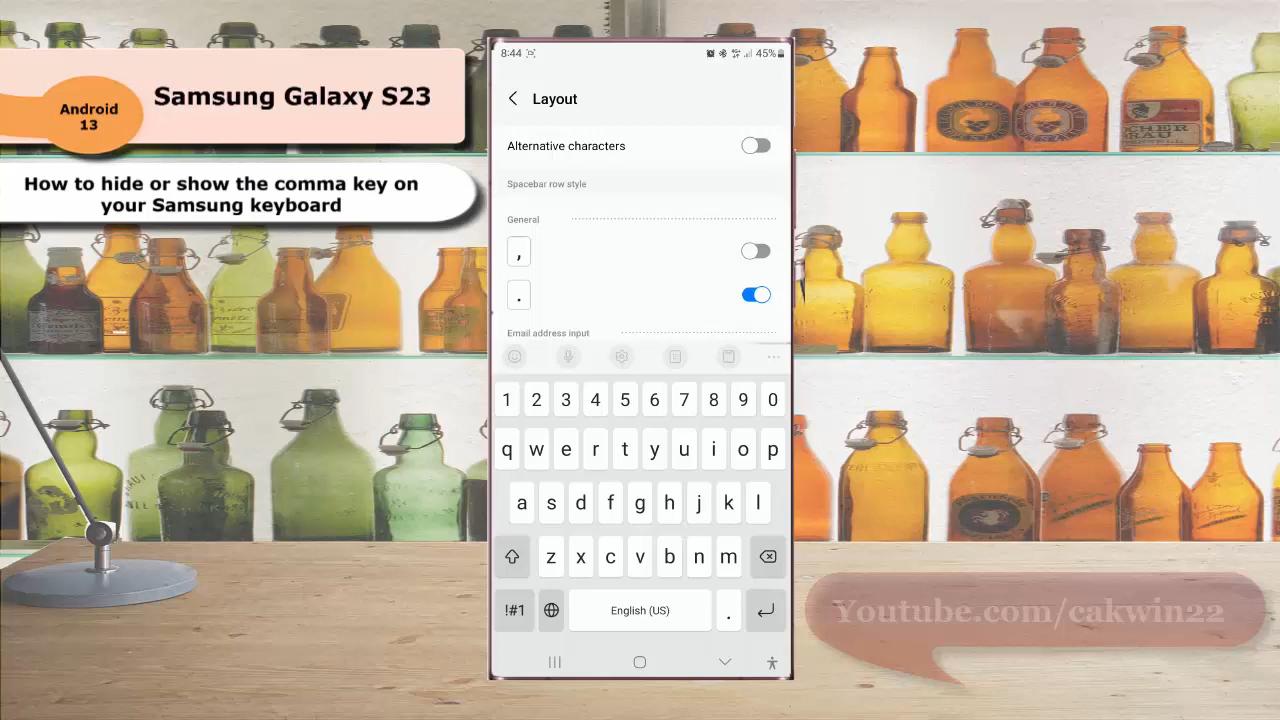 Samsung Galaxy S23
Android
13
How to hide or show the comma key on
your Samsung keyboard
8:44
45%
Layout
Alternative characters
Spacebar row style
General
,
.
Email address input
1 2 3 4 5 6 7 8 9 0
q w e r t y u i o p
a s d f g h j k l
z x c v b n m
!#1 English (US) .
Youtube.com/cakwin22